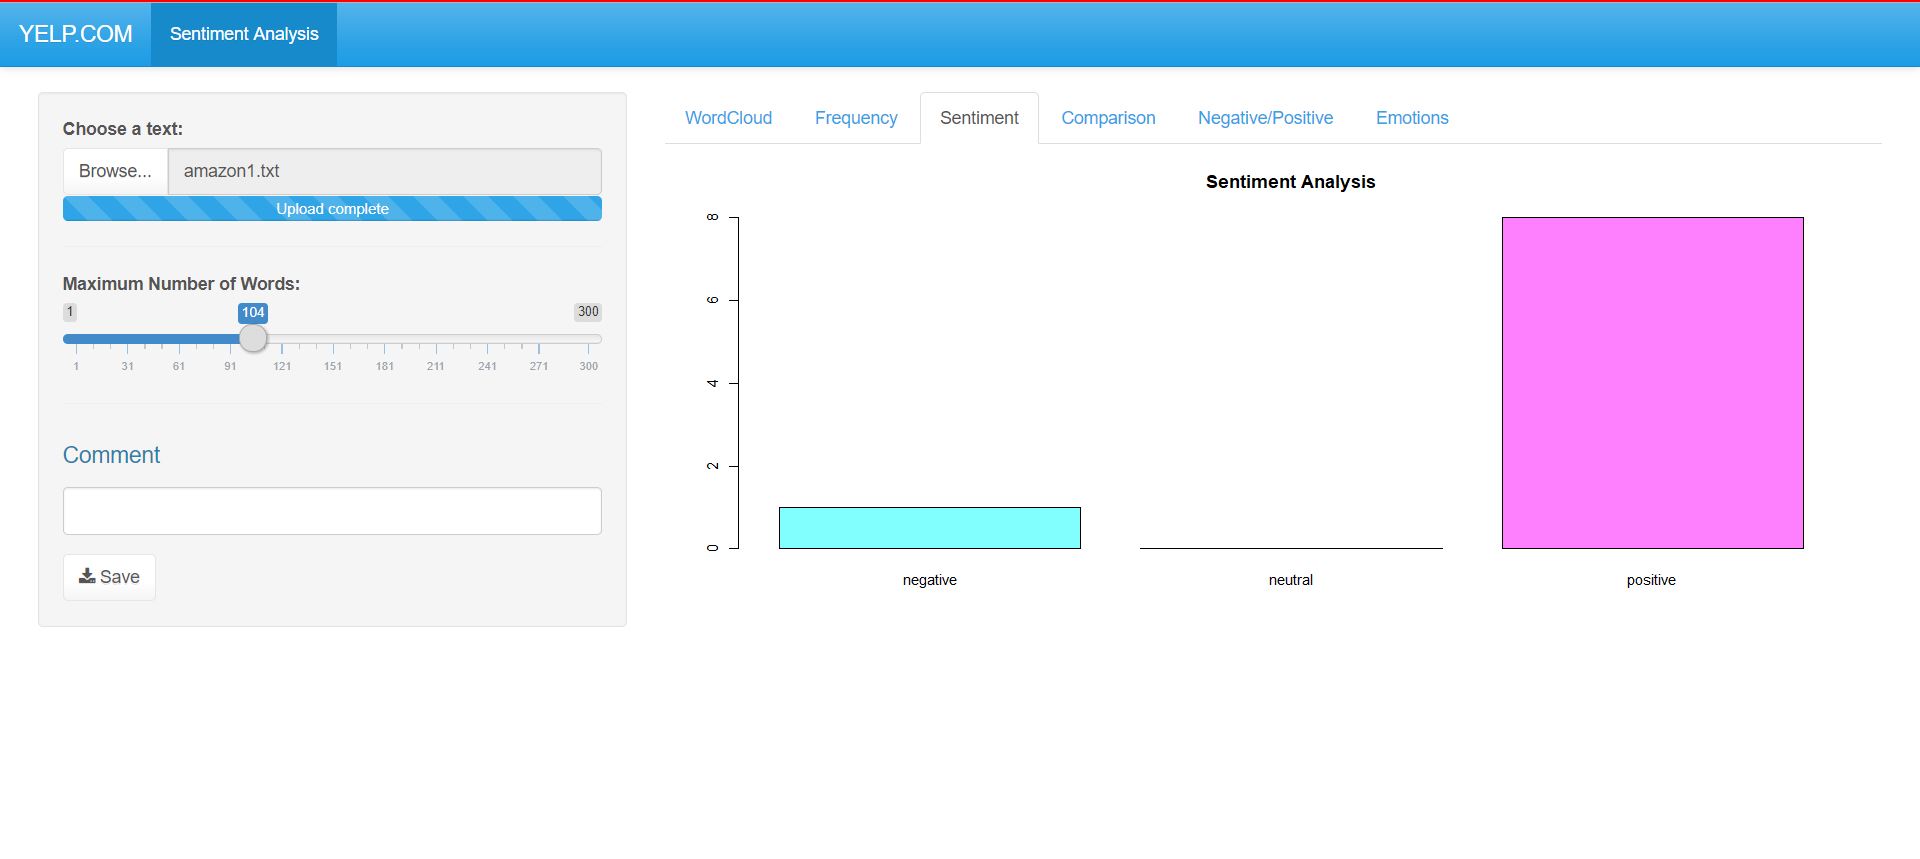 YELP.COM Sentiment Analysis
Choose a text:
Browse... amazon1.txt
Upload complete
Maximum Number of Words:
1 104 300
1 31 61 91 121 151 181 211 241 271 300
Comment
Save
WordCloud Frequency Sentiment Comparison Negative/Positive Emotions
Sentiment Analysis
8
6
4
2
0
negative neutral positive